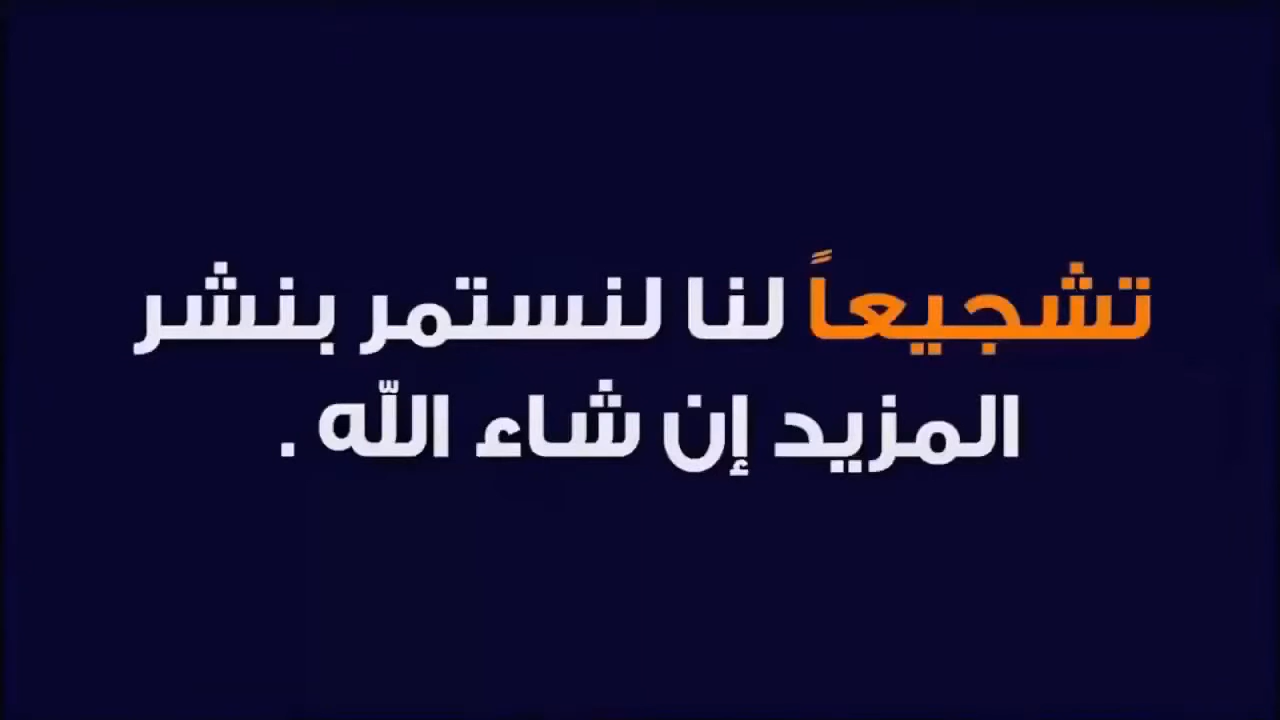 تشجيعاً لنا لنستمر بنشر
المزيد إن شاء الله .